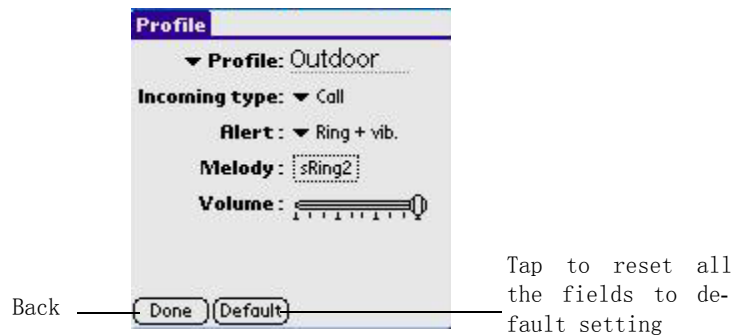 Profile
Profile: Outdoor
Incoming type: Call
Alert: Ring + vib.
Melody: sRing2
Volume:
Back
Done Default
Tap to reset all
the fields to de-
fault setting